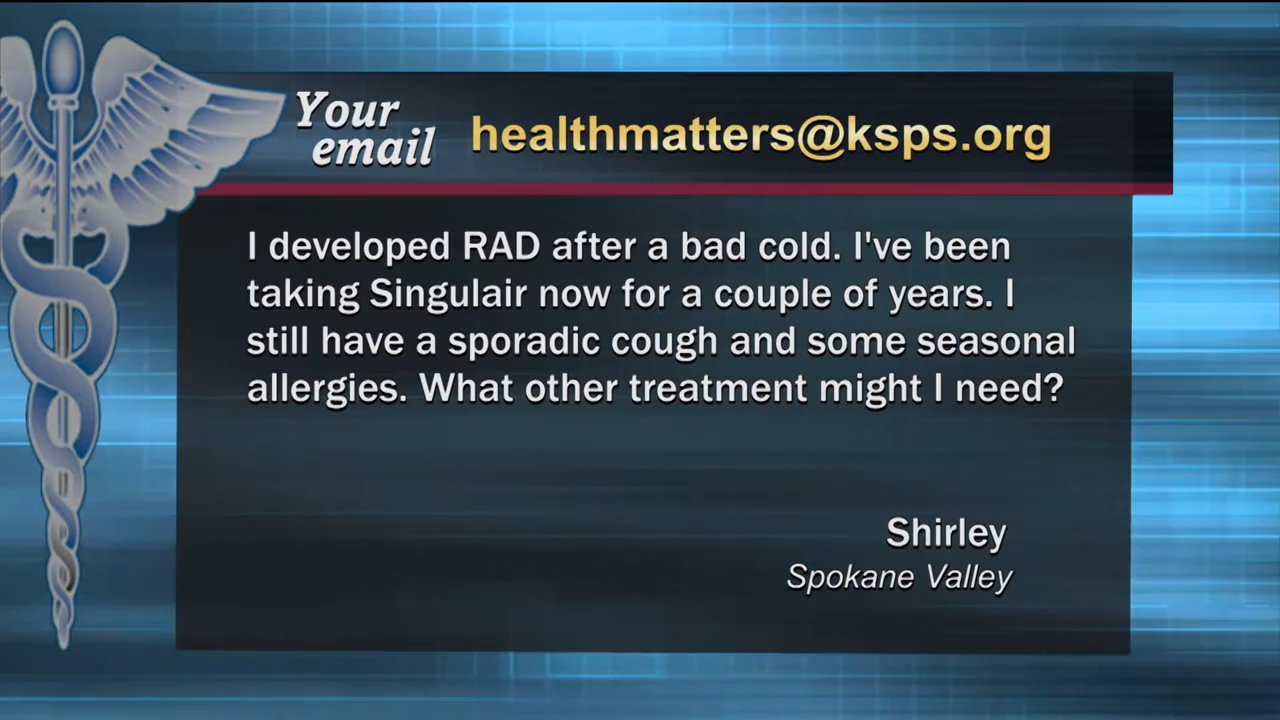 Your
email
healthmatters@ksps.org
I developed RAD after a bad cold. I've been
taking Singulair now for a couple of years. I
still have a sporadic cough and some seasonal
allergies. What other treatment might I need?
Shirley
Spokane Valley